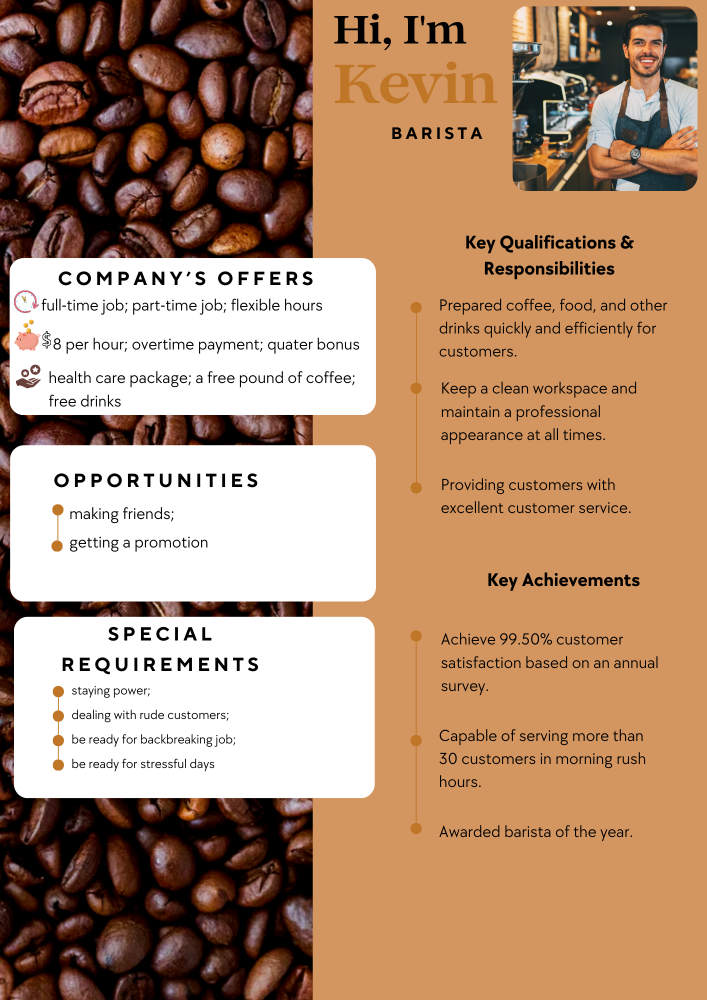 Hi, I'm
Kevin
BARISTA
COMPANY’S OFFERS
full-time job; part-time job; flexible hours
$8 per hour; overtime payment; quater bonus
health care package; a free pound of coffee;
free drinks
OPPORTUNITIES
making friends;
getting a promotion
SPECIAL
REQUIREMENTS
staying power;
dealing with rude customers;
be ready for backbreaking job;
be ready for stressful days
Key Qualifications &
Responsibilities
Prepared coffee, food, and other
drinks quickly and efficiently for
customers.
Keep a clean workspace and
maintain a professional
appearance at all times.
Providing customers with
excellent customer service.
Key Achievements
Achieve 99.50% customer
satisfaction based on an annual
survey.
Capable of serving more than
30 customers in morning rush
hours.
Awarded barista of the year.